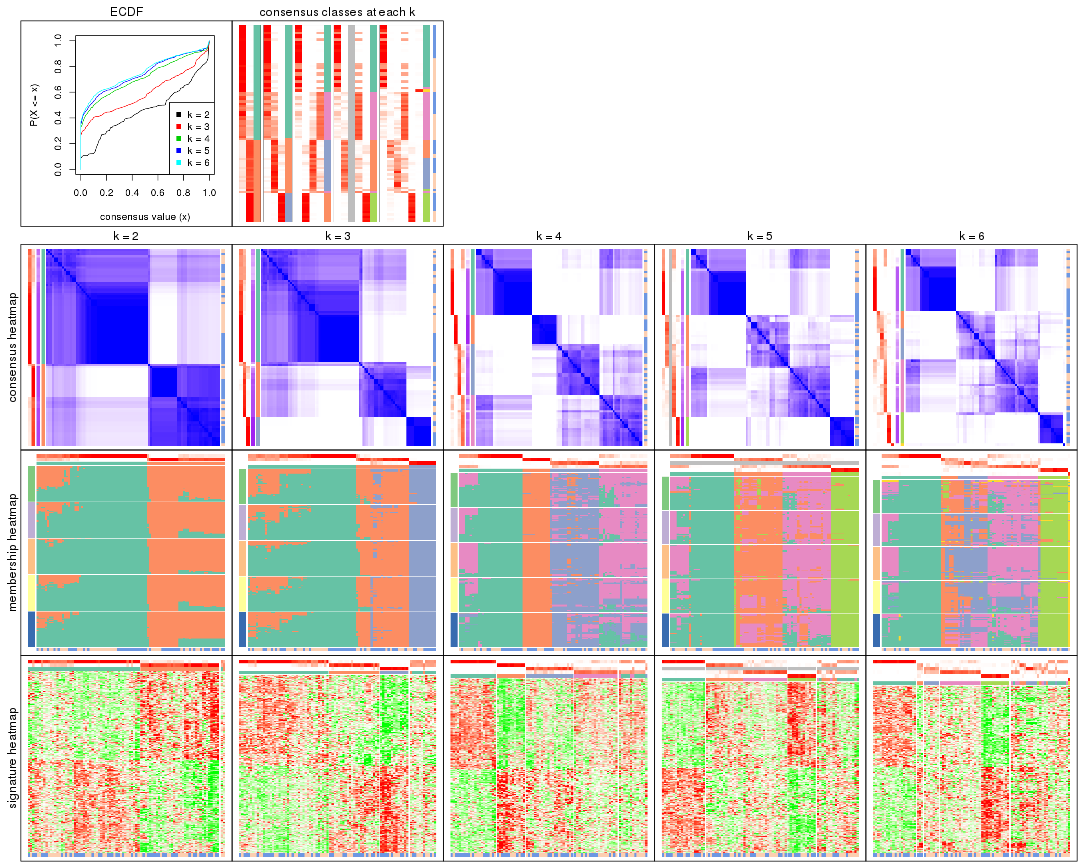 ECDF
consensus classes at each k
P(X <= x)
0.0 0.2 0.4 0.6 0.8 1.0
k = 2
k = 3
k = 4
k = 5
k = 6
0.0 0.2 0.4 0.6 0.8 1.0
consensus value (x)
k = 2 k = 3 k = 4 k = 5 k = 6
consensus heatmap
membership heatmap
signature heatmap